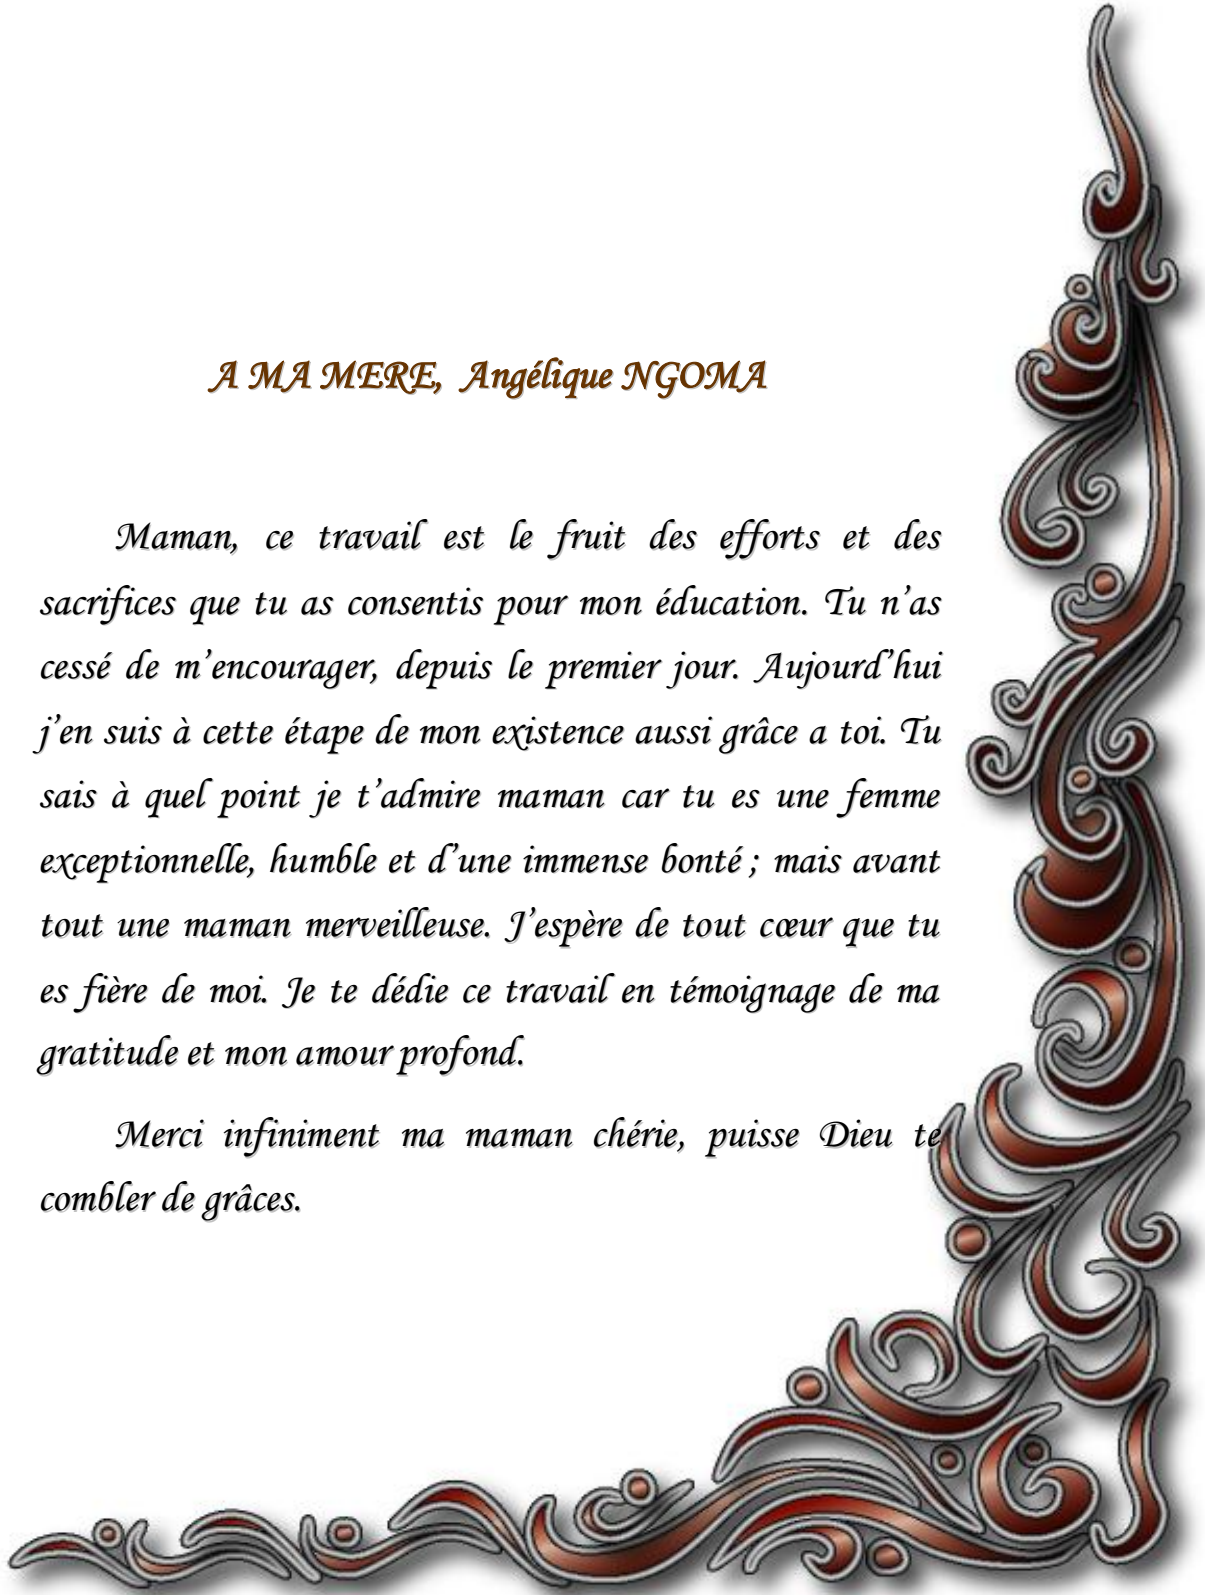 A MA MERE, Angélique NGOMA
Maman, ce travail est le fruit des efforts et des
sacrifices que tu as consentis pour mon éducation. Tu n’as
cessé de m’encourager, depuis le premier jour. Aujourd’hui
j’en suis à cette étape de mon existence aussi grâce a toi. Tu
sais à quel point je t’admire maman car tu es une femme
exceptionnelle, humble et d’une immense bonté ; mais avant
tout une maman merveilleuse. J’espère de tout cœur que tu
es fière de moi. Je te dédie ce travail en témoignage de ma
gratitude et mon amour profond.
Merci infiniment ma maman chérie, puisse Dieu te
combler de grâces.